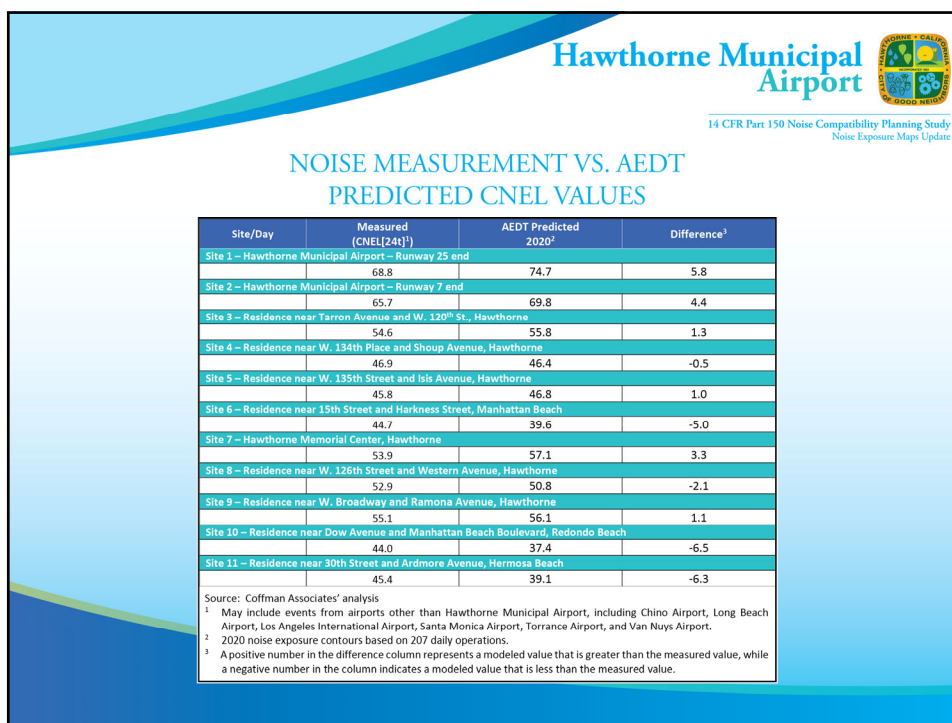 Hawthorne Municipal
Airport
HAWTHORNE • CALIFORNIA
CITY OF GOOD NEIGHBORS
14 CFR Part 150 Noise Compatibility Planning Study
Noise Exposure Maps Update
NOISE MEASUREMENT VS. AEDT
PREDICTED CNEL VALUES
Site/Day Measured (CNEL[24t]¹) AEDT Predicted 2020² Difference³
Site 1 – Hawthorne Municipal Airport – Runway 25 end
68.8 74.7 5.8
Site 2 – Hawthorne Municipal Airport – Runway 7 end
65.7 69.8 4.4
Site 3 – Residence near Tarron Avenue and W. 120th St., Hawthorne
54.6 55.8 1.3
Site 4 – Residence near W. 134th Place and Shoup Avenue, Hawthorne
46.9 46.4 -0.5
Site 5 – Residence near W. 135th Street and Isis Avenue, Hawthorne
45.8 46.8 1.0
Site 6 – Residence near 15th Street and Harkness Street, Manhattan Beach
44.7 39.6 -5.0
Site 7 – Hawthorne Memorial Center, Hawthorne
53.9 57.1 3.3
Site 8 – Residence near W. 126th Street and Western Avenue, Hawthorne
52.9 50.8 -2.1
Site 9 – Residence near W. Broadway and Ramona Avenue, Hawthorne
55.1 56.1 1.1
Site 10 – Residence near Dow Avenue and Manhattan Beach Boulevard, Redondo Beach
44.0 37.4 -6.5
Site 11 – Residence near 30th Street and Ardmore Avenue, Hermosa Beach
45.4 39.1 -6.3
Source: Coffman Associates' analysis
¹ May include events from airports other than Hawthorne Municipal Airport, including Chino Airport, Long Beach
Airport, Los Angeles International Airport, Santa Monica Airport, Torrance Airport, and Van Nuys Airport.
² 2020 noise exposure contours based on 207 daily operations.
³ A positive number in the difference column represents a modeled value that is greater than the measured value, while
a negative number in the column indicates a modeled value that is less than the measured value.